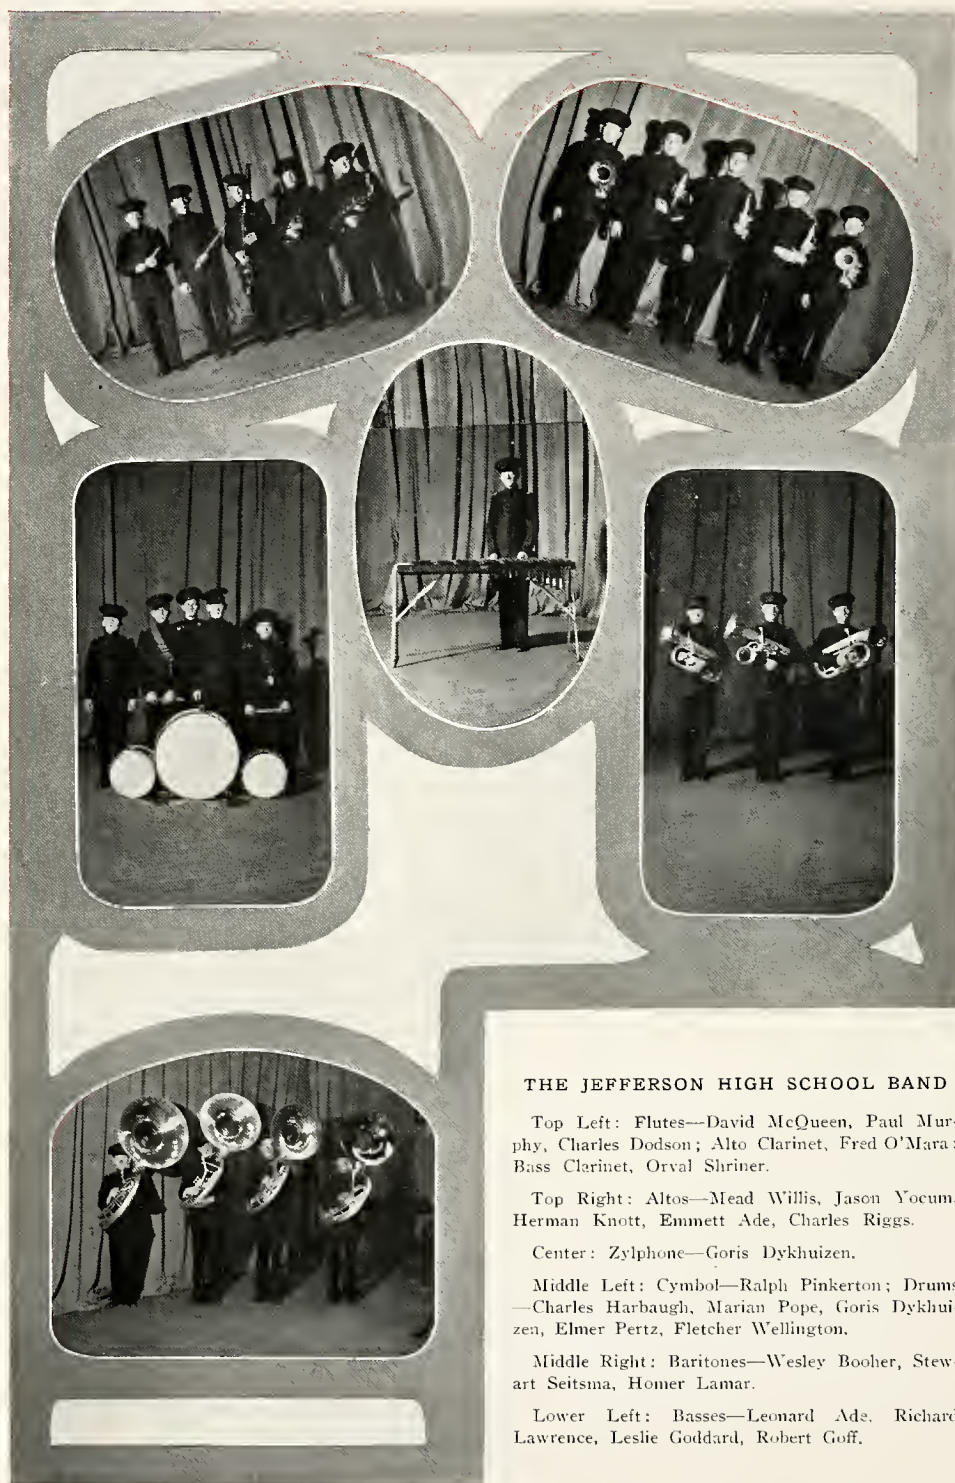 THE JEFFERSON HIGH SCHOOL BAND
Top Left: Flutes—David McQueen, Paul Mur-
phy, Charles Dodson; Alto Clarinet, Fred O'Mara:
Bass Clarinet, Orval Shriner.
Top Right: Altos—Mead Willis, Jason Yocum,
Herman Knott, Emmett Ade, Charles Riggs.
Center: Zylphone—Goris Dykhuizen.
Middle Left: Cymbol—Ralph Pinkerton; Drums
—Charles Harbaugh, Marian Pope, Goris Dykhui
zen, Elmer Pertz, Fletcher Wellington.
Middle Right: Baritones—Wesley Booher, Stew-
art Seitsma, Homer Lamar.
Lower Left: Basses—Leonard Ade, Richard
Lawrence, Leslie Goddard, Robert Goff.